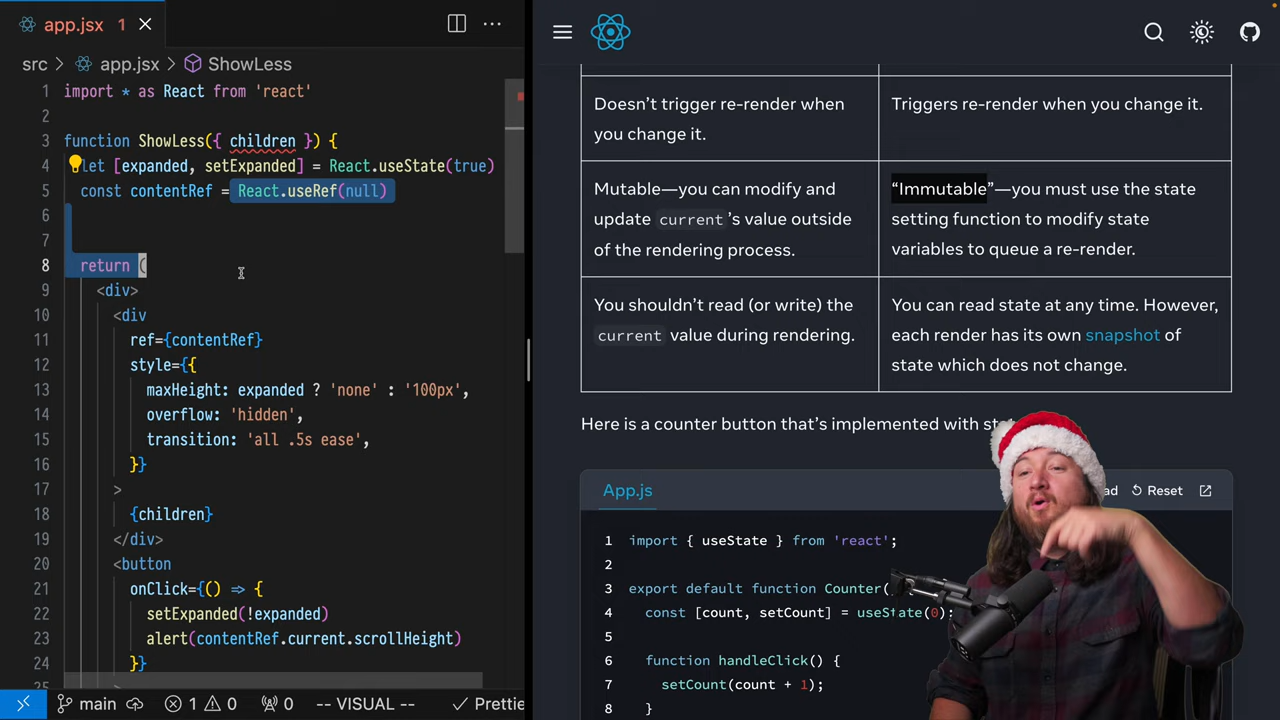 app.jsx 1
src > app.jsx > ShowLess
1 import * as React from 'react'
2
3 function ShowLess({ children }) {
4 let [expanded, setExpanded] = React.useState(true)
5 const contentRef = React.useRef(null)
6
7
8 return (
9 <div>
10 <div
11 ref={contentRef}
12 style={{
13 maxHeight: expanded ? 'none' : '100px',
14 overflow: 'hidden',
15 transition: 'all .5s ease',
16 }}
17 >
18 {children}
19 </div>
20 <button
21 onClick={() => {
22 setExpanded(!expanded)
23 alert(contentRef.current.scrollHeight)
24 }}
main 1 0 0 -- VISUAL -- Prettie
Doesn’t trigger re-render when
you change it.
Triggers re-render when you change it.
Mutable—you can modify and
update current’s value outside
of the rendering process.
“Immutable”—you must use the state
setting function to modify state
variables to queue a re-render.
You shouldn’t read (or write) the
current value during rendering.
You can read state at any time. However,
each render has its own snapshot of
state which does not change.
Here is a counter button that’s implemented with
App.js
Reset
1 import { useState } from 'react';
2
3 export default function Counter(
4 const [count, setCount] = useState(0);
5
6 function handleClick() {
7 setCount(count + 1);
8 }